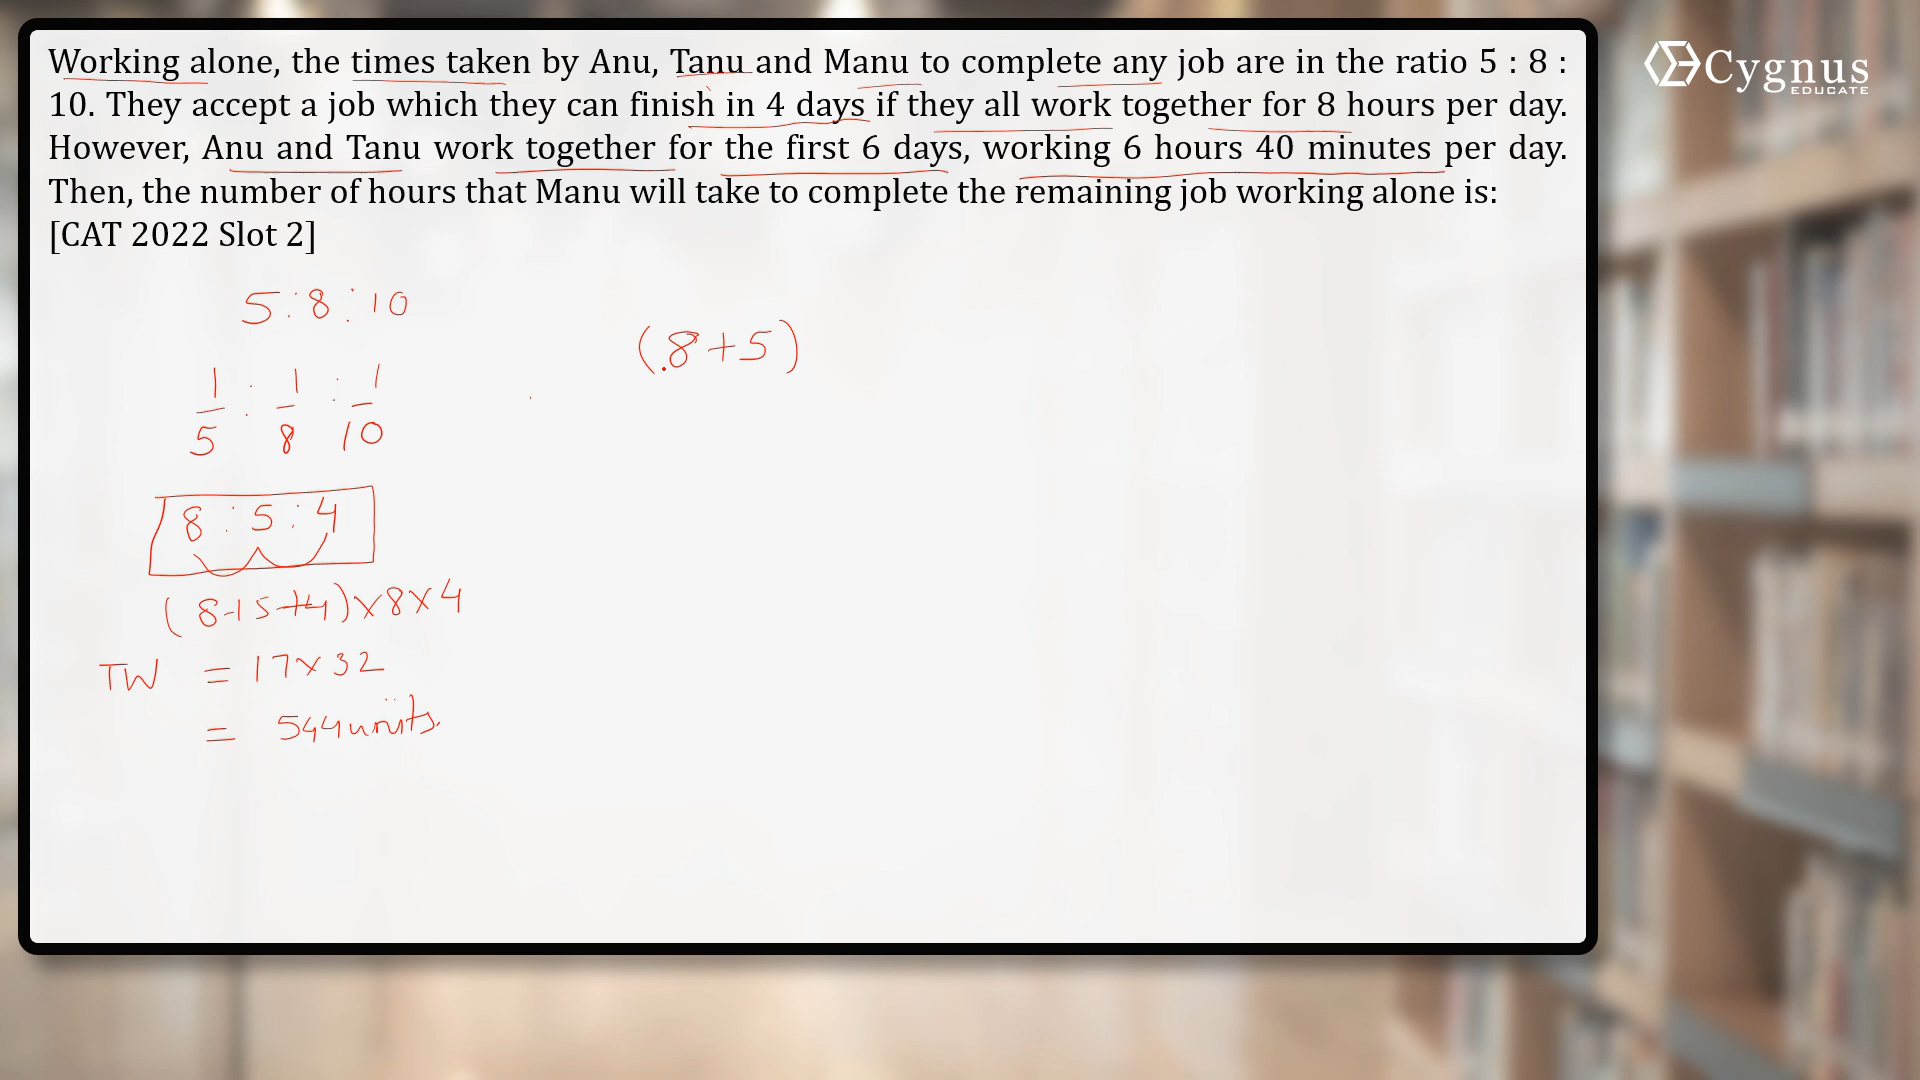 Working alone, the times taken by Anu, Tanu and Manu to complete any job are in the ratio 5 : 8 :
10. They accept a job which they can finish in 4 days if they all work together for 8 hours per day.
However, Anu and Tanu work together for the first 6 days, working 6 hours 40 minutes per day.
Then, the number of hours that Manu will take to complete the remaining job working alone is:
[CAT 2022 Slot 2]
Cygnus
EDUCATE
5 : 8 : 10
(8+5)
1/5 : 1/8 : 1/10
8 : 5 : 4
(8+5+4)×8×4
TW = 17×32
= 544 units.